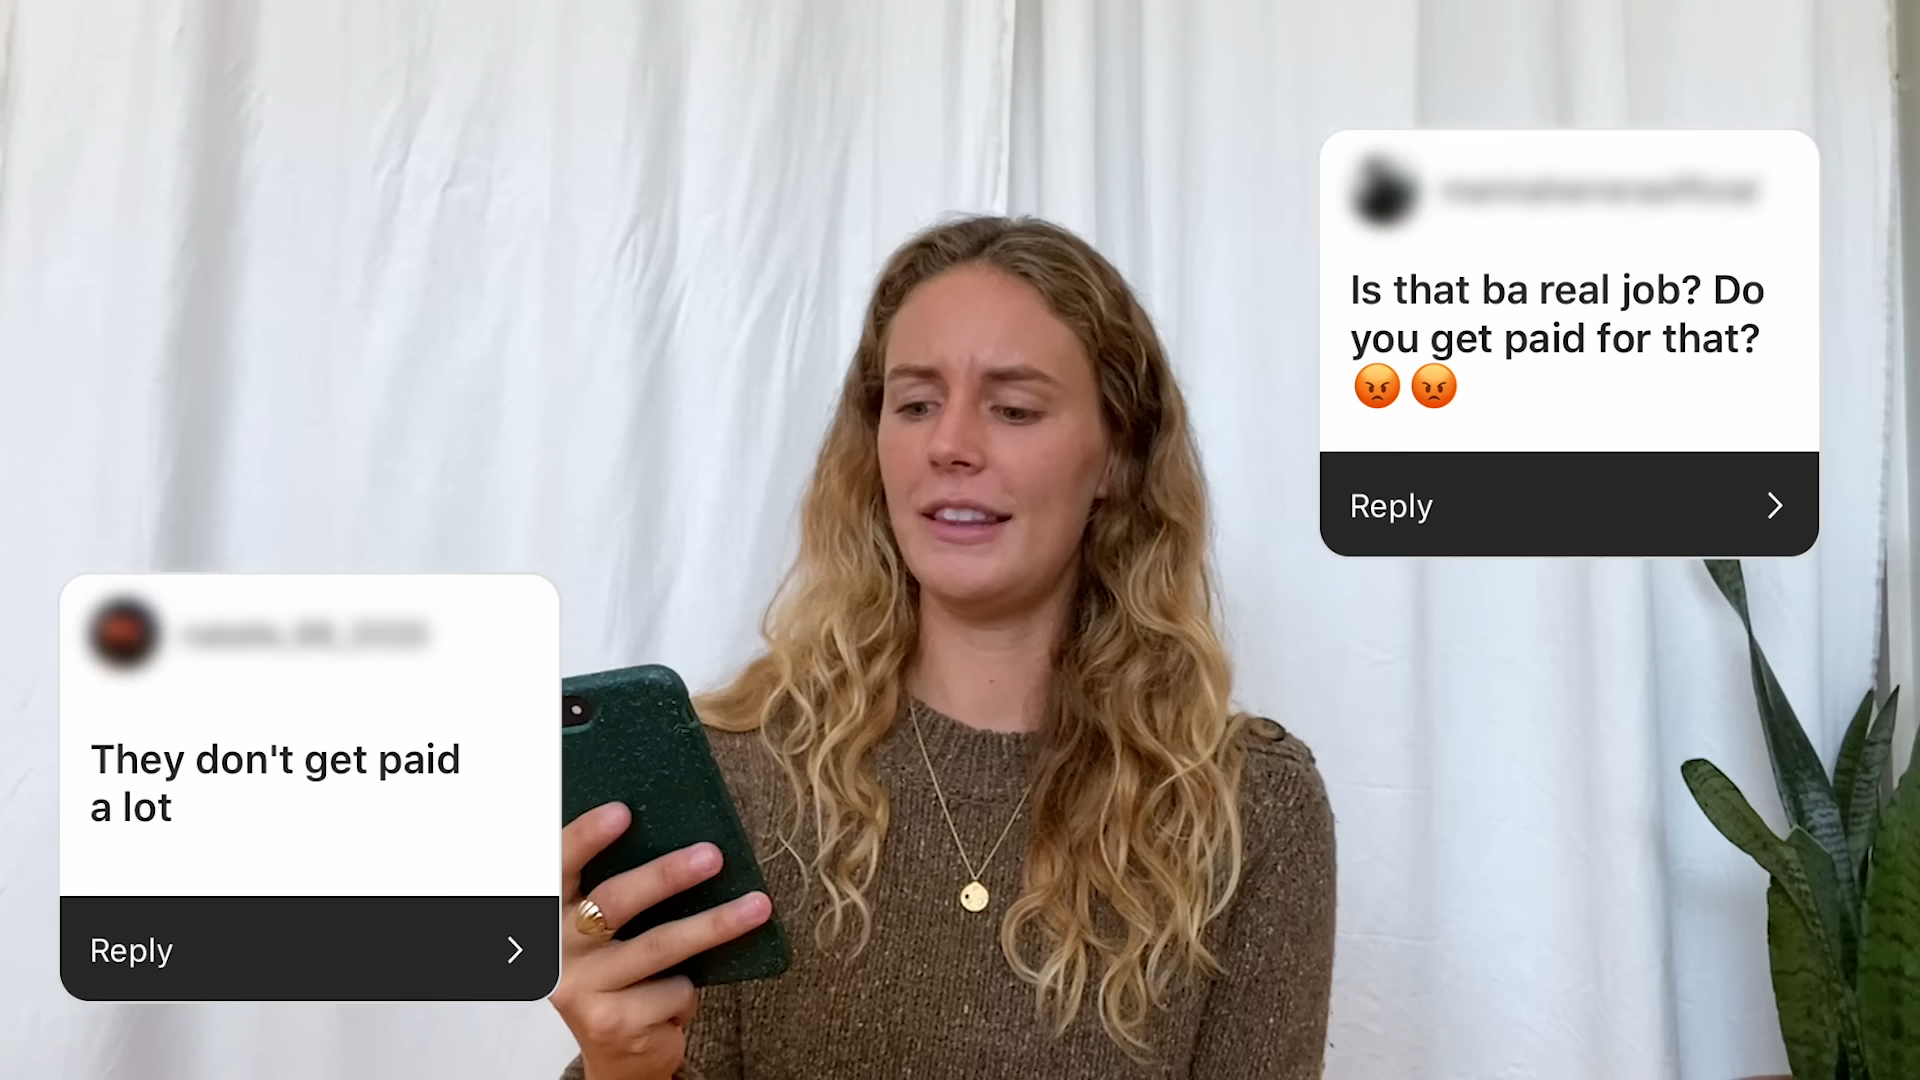 Is that ba real job? Do
you get paid for that?
😡 😡
Reply
They don't get paid
a lot
Reply